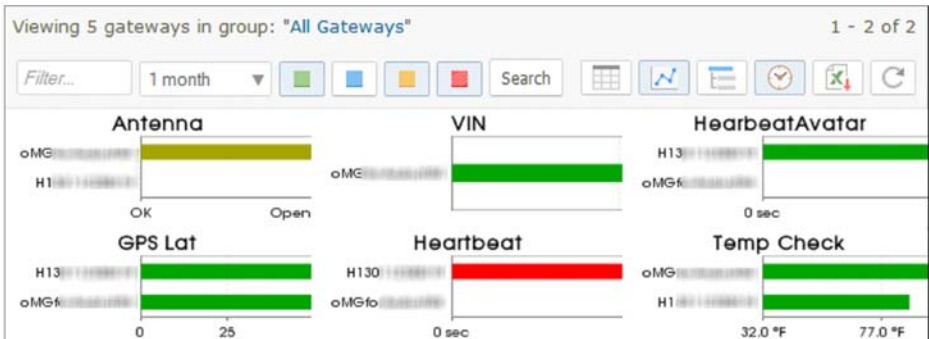 Viewing 5 gateways in group: "All Gateways"
1 - 2 of 2
Filter...
1 month
Search
Antenna
oMG
H1
OK
Open
VIN
oMG
HearbeatAvatar
H13
oMGf
0 sec
GPS Lat
H13
oMGf
0
25
Heartbeat
H130
oMGfo
0 sec
Temp Check
oMG
H1
32.0 °F
77.0 °F